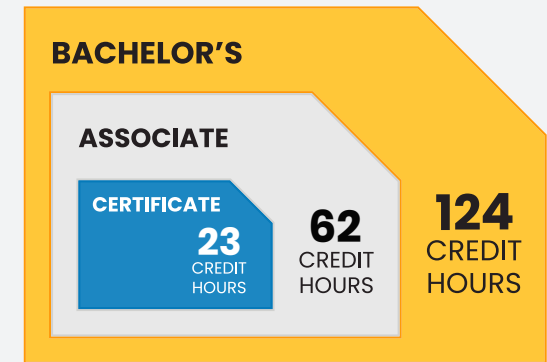 BACHELOR'S
ASSOCIATE
CERTIFICATE
23
CREDIT
HOURS
62
CREDIT
HOURS
124
CREDIT
HOURS